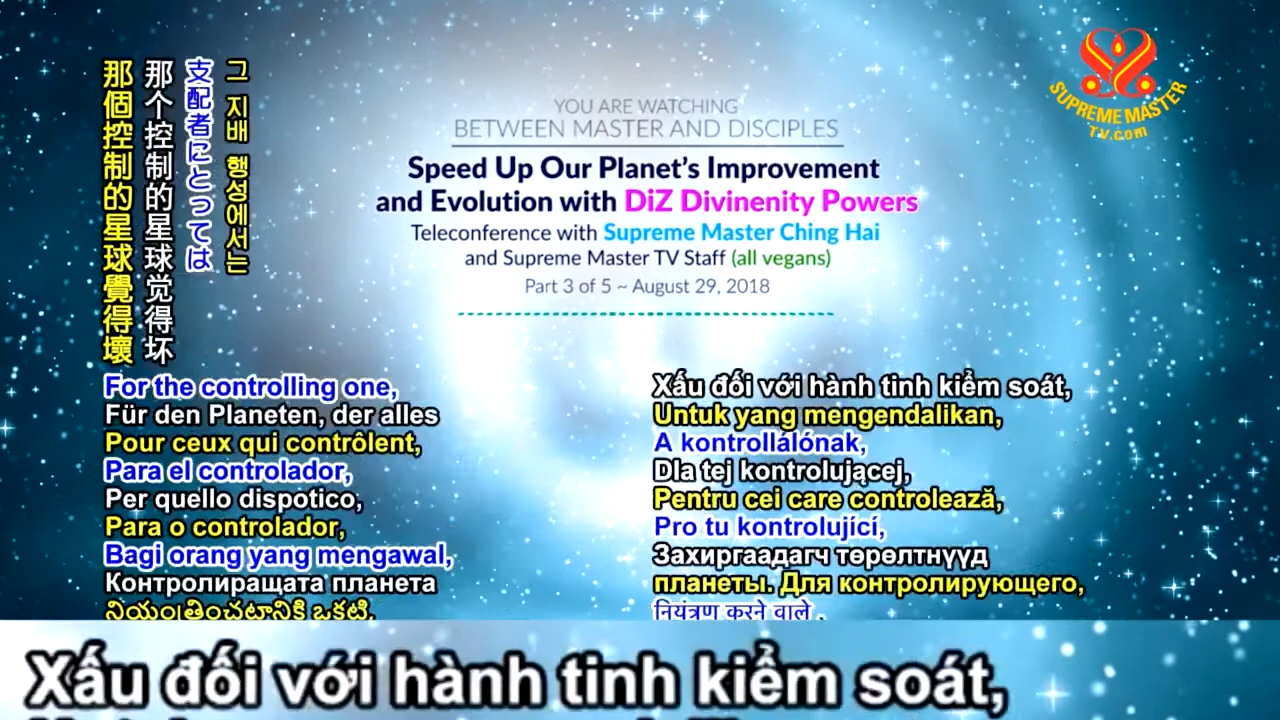 SUPREME MASTER
TV.com
YOU ARE WATCHING
BETWEEN MASTER AND DISCIPLES
Speed Up Our Planet's Improvement
and Evolution with DiZ Divinenity Powers
Teleconference with Supreme Master Ching Hai
and Supreme Master TV Staff (all vegans)
Part 3 of 5 ~ August 29, 2018
그 지배 행성에서는
支配者にとっては
那个控制的星球觉得坏
那個控制的星球覺得壞
For the controlling one,
Für den Planeten, der alles
Pour ceux qui contrôlent,
Para el controlador,
Per quello dispotico,
Para o controlador,
Bagi orang yang mengawal,
Контролиращата планета
నియంత్రించటానికి ఒకటి,
Xấu đối với hành tinh kiểm soát,
Untuk yang mengendalikan,
A kontrollálónak,
Dla tej kontrolującej,
Pentru cei care controlează,
Pro tu kontrolující,
Захиргаадагч төрөлтнүүд
планеты. Для контролирующего,
नियंत्रण करने वाले ,
Xấu đối với hành tinh kiểm soát,